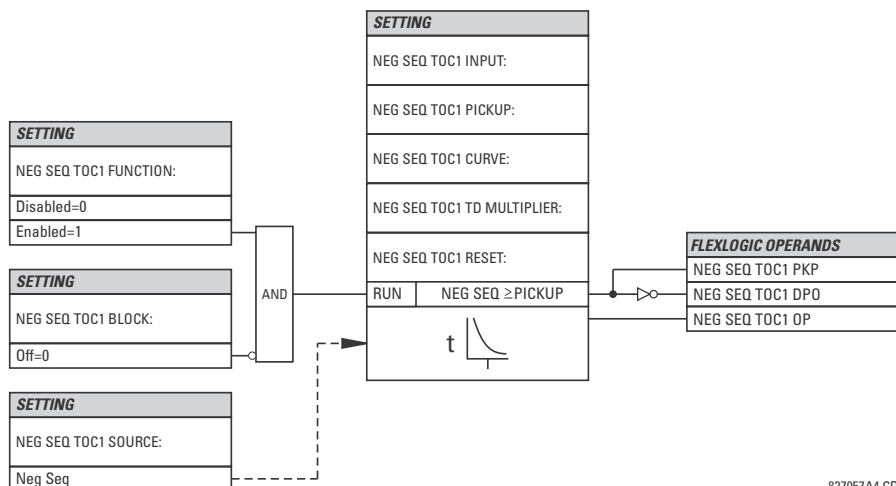 SETTING
NEG SEQ TOC1 FUNCTION:
Disabled=0
Enabled=1
SETTING
NEG SEQ TOC1 BLOCK:
Off=0
SETTING
NEG SEQ TOC1 SOURCE:
Neg Seq
AND
SETTING
NEG SEQ TOC1 INPUT:
NEG SEQ TOC1 PICKUP:
NEG SEQ TOC1 CURVE:
NEG SEQ TOC1 TD MULTIPLIER:
NEG SEQ TOC1 RESET:
RUN NEG SEQ ≥PICKUP
t
FLEXLOGIC OPERANDS
NEG SEQ TOC1 PKP
NEG SEQ TOC1 DPO
NEG SEQ TOC1 OP